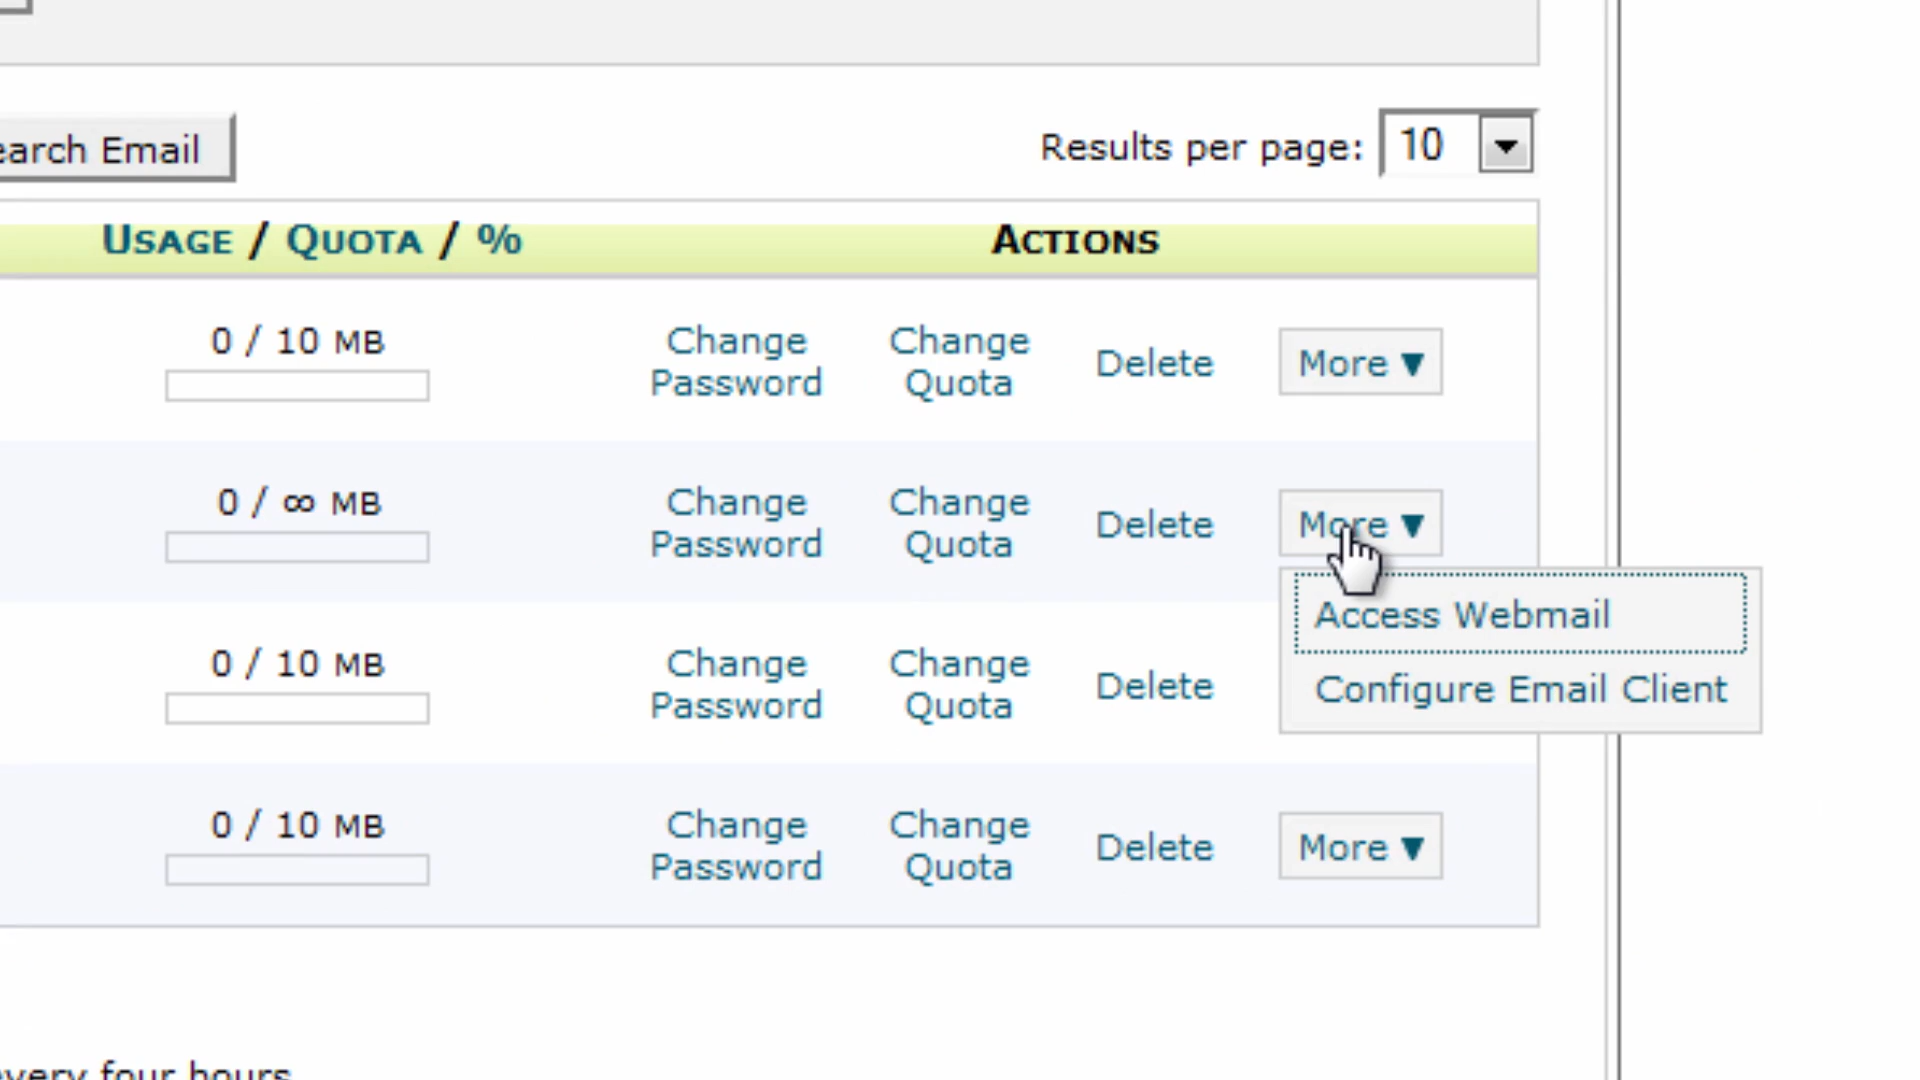 earch Email
Results per page: 10
USAGE / QUOTA / %
ACTIONS
0 / 10 MB
Change Password
Change Quota
Delete
More ▼
0 / ∞ MB
Change Password
Change Quota
Delete
More ▼
Access Webmail
Configure Email Client
0 / 10 MB
Change Password
Change Quota
Delete
0 / 10 MB
Change Password
Change Quota
Delete
More ▼
every four hours